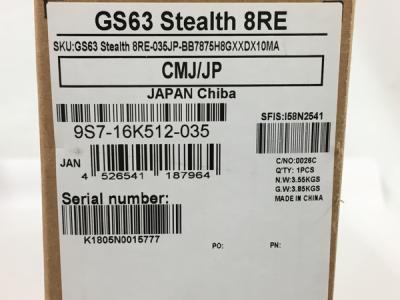 GS63 Stealth 8RE
SKU:GS63 Stealth 8RE-035JP-BB7875H8GXXDX10MA
CMJ/JP
JAPAN Chiba
9S7-16K512-035
SFIS:I58N2541
JAN
4 526541 187964
C/NO:0026C
Q'TY: 1PCS
N.W:3.55KGS
G.W:3.85KGS
MADE IN CHINA
Serial number:
K1805N0015777
PO:
PN: